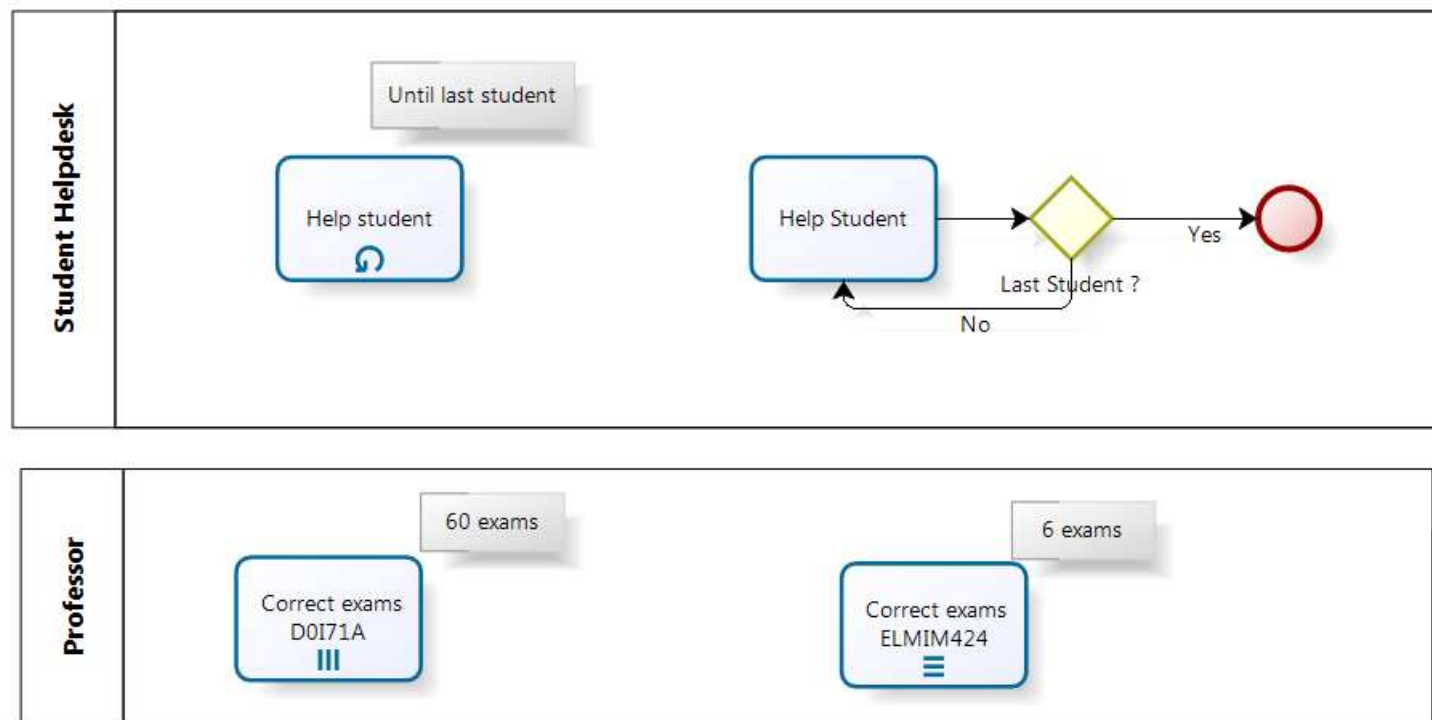 Student Helpdesk
Until last student
Help student
Help Student
Last Student ?
Yes
No
Professor
60 exams
Correct exams
D0I71A
6 exams
Correct exams
ELMIM424